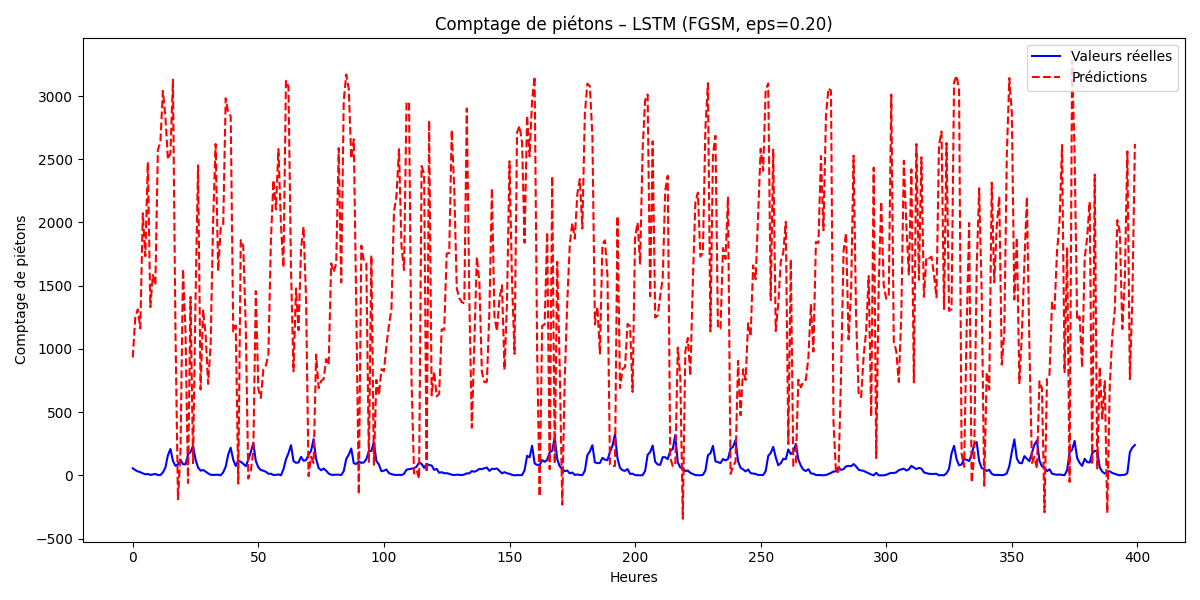 Comptage de piétons – LSTM (FGSM, eps=0.20)
Valeurs réelles
Prédictions
3000
2500
2000
1500
1000
500
0
−500
Comptage de piétons
0 50 100 150 200 250 300 350 400
Heures